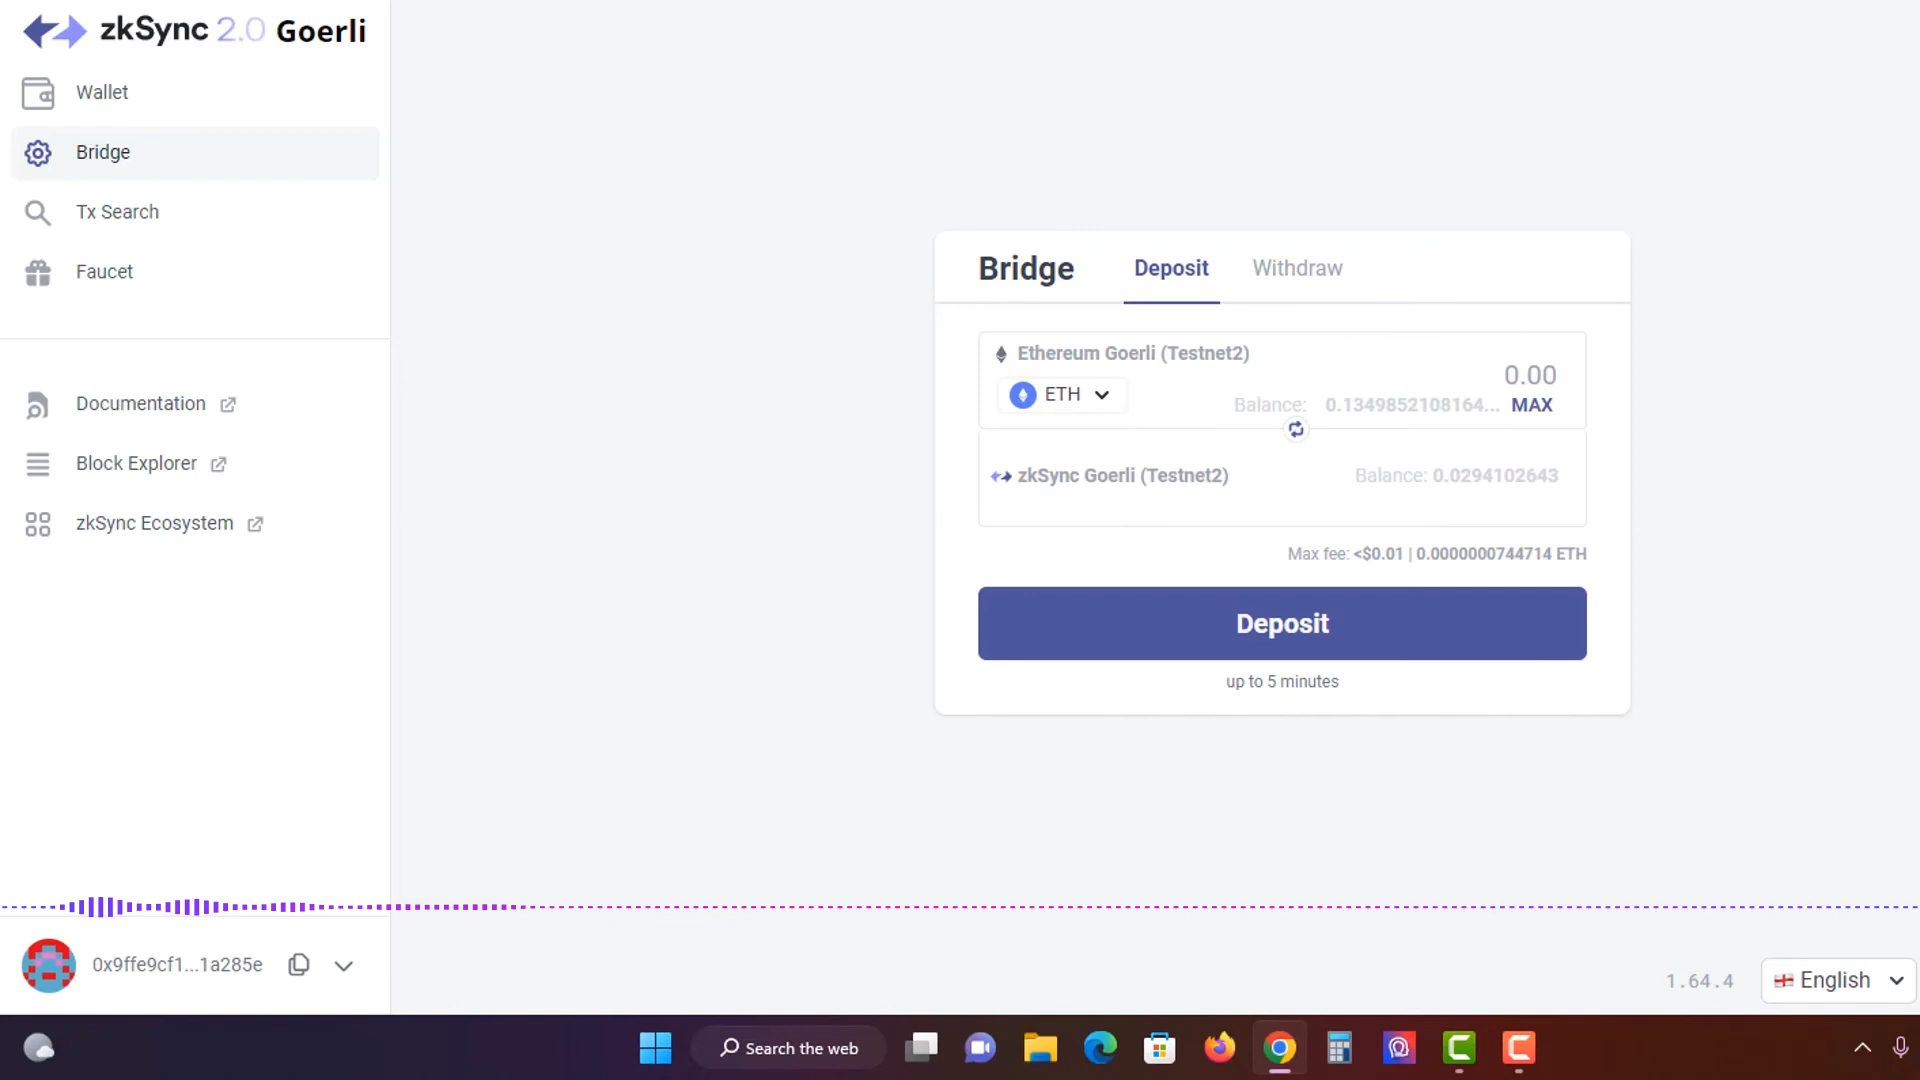 zkSync 2.0 Goerli
Wallet
Bridge
Tx Search
Faucet
Documentation
Block Explorer
zkSync Ecosystem
0x9ffe9cf1...1a285e
Bridge Deposit Withdraw
Ethereum Goerli (Testnet2)
0.00
ETH
Balance: 0.1349852108164... MAX
zkSync Goerli (Testnet2) Balance: 0.0294102643
Max fee: <$0.01 | 0.0000000744714 ETH
Deposit
up to 5 minutes
1.64.4 English
Search the web